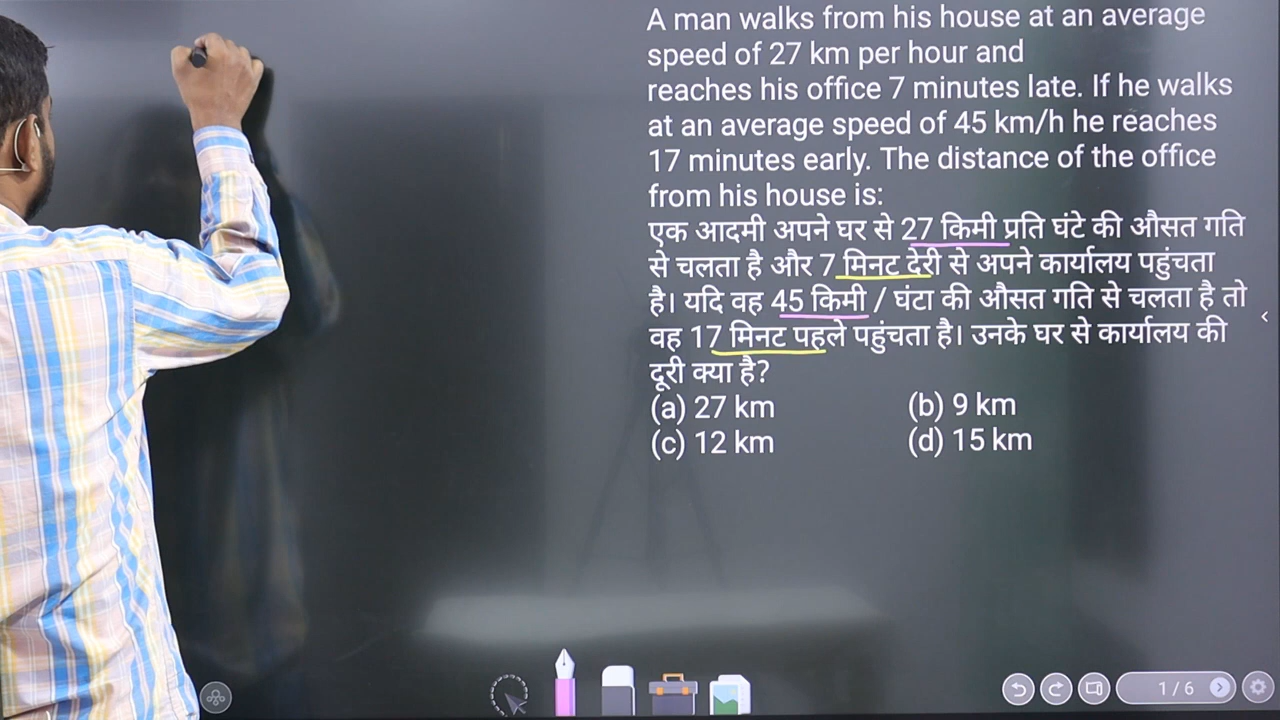 A man walks from his house at an average
speed of 27 km per hour and
reaches his office 7 minutes late. If he walks
at an average speed of 45 km/h he reaches
17 minutes early. The distance of the office
from his house is:
एक आदमी अपने घर से 27 किमी प्रति घंटे की औसत गति
से चलता है और 7 मिनट देरी से अपने कार्यालय पहुंचता
है। यदि वह 45 किमी / घंटा की औसत गति से चलता है तो
वह 17 मिनट पहले पहुंचता है। उनके घर से कार्यालय की
दूरी क्या है?
(a) 27 km (b) 9 km
(c) 12 km (d) 15 km
1 / 6